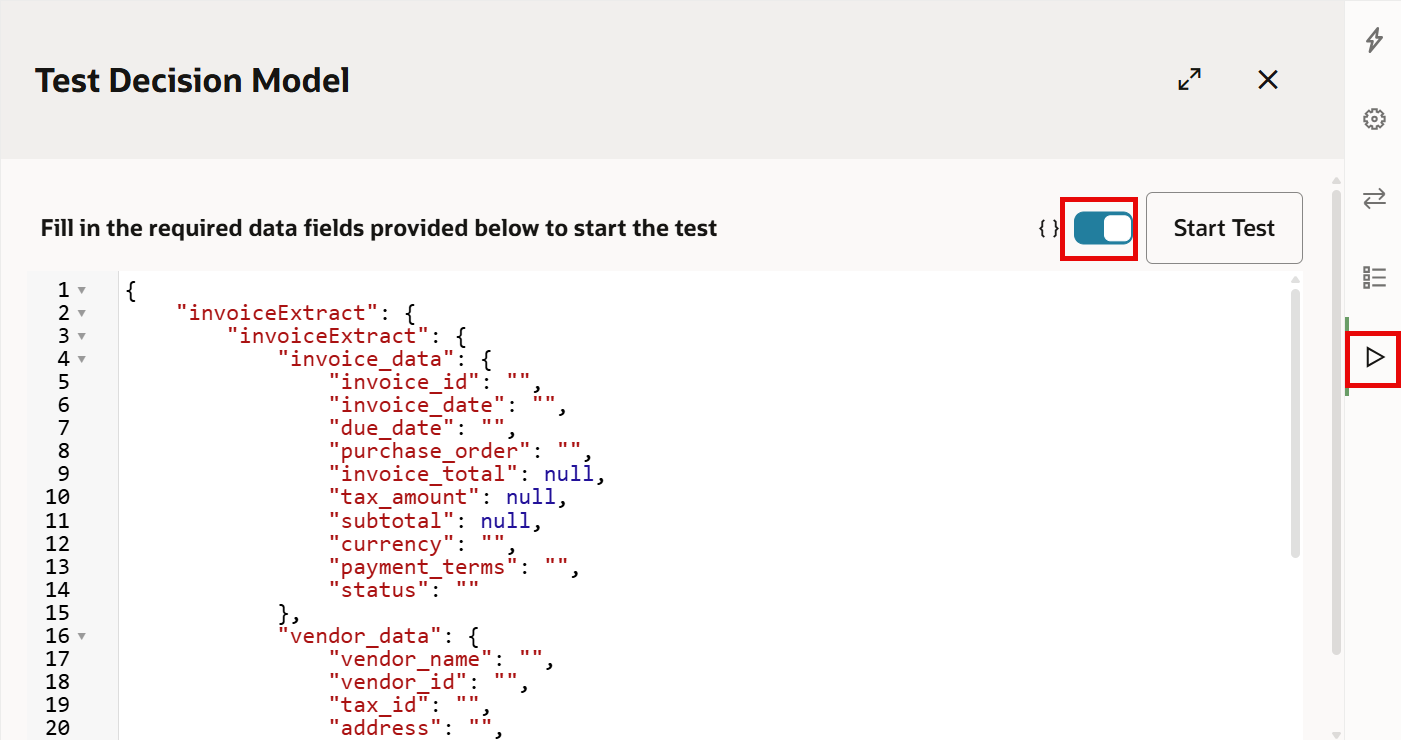 Test Decision Model
Fill in the required data fields provided below to start the test
{ }
Start Test
1 {
2 "invoiceExtract": {
3 "invoiceExtract": {
4 "invoice_data": {
5 "invoice_id": "",
6 "invoice_date": "",
7 "due_date": "",
8 "purchase_order": "",
9 "invoice_total": null,
10 "tax_amount": null,
11 "subtotal": null,
12 "currency": "",
13 "payment_terms": "",
14 "status": ""
15 },
16 "vendor_data": {
17 "vendor_name": "",
18 "vendor_id": "",
19 "tax_id": "",
20 "address": "",